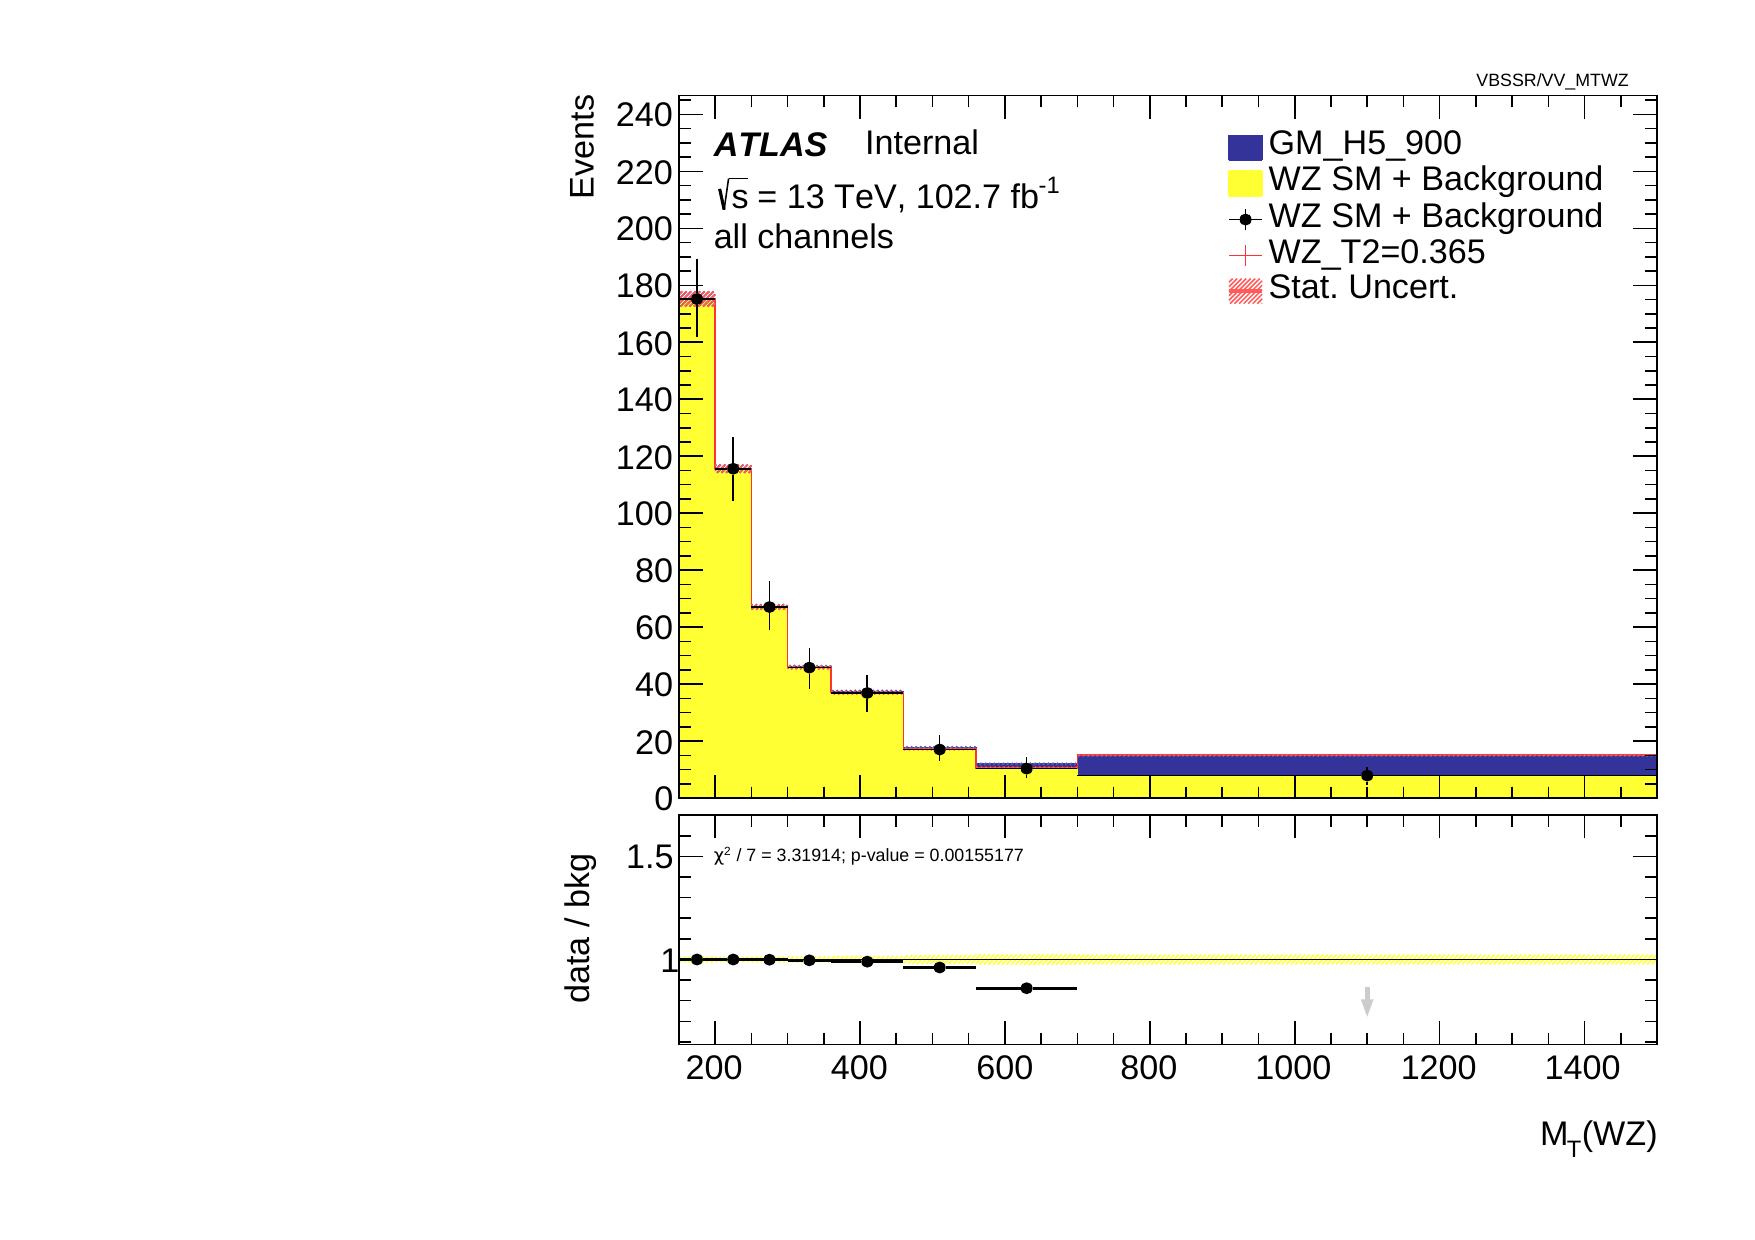 VBSSR/VV_MTWZ
Events
240
220
200
180
160
140
120
100
80
60
40
20
0
ATLAS Internal
√s = 13 TeV, 102.7 fb-1
all channels
GM_H5_900
WZ SM + Background
WZ SM + Background
WZ_T2=0.365
Stat. Uncert.
data / bkg
1.5
1
χ² / 7 = 3.31914; p-value = 0.00155177
200 400 600 800 1000 1200 1400
MT(WZ)